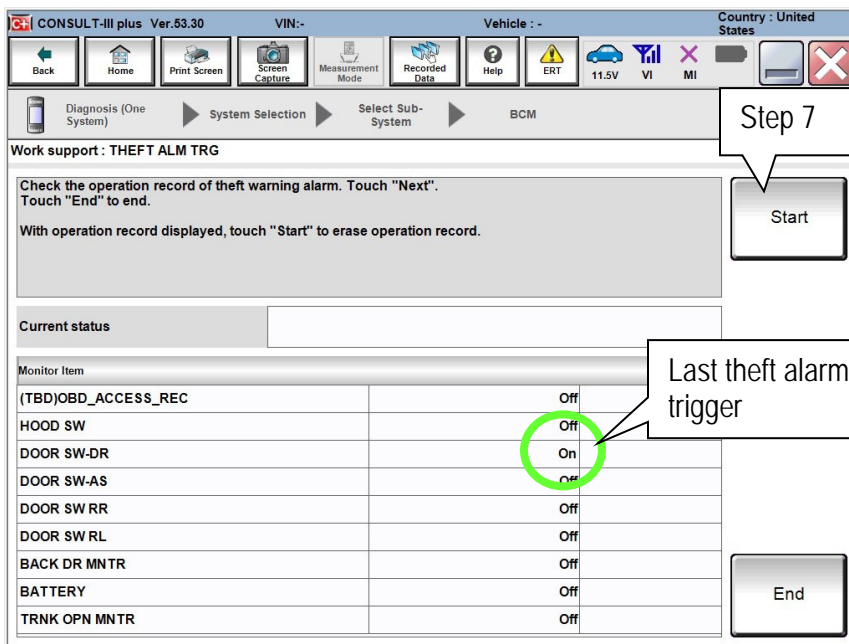 C+ CONSULT-III plus Ver.53.30 VIN:- Vehicle : - Country : United States
Back Home Print Screen Screen Capture Measurement Mode Recorded Data Help ERT 11.5V VI MI
Diagnosis (One System) System Selection Select Sub-System BCM
Step 7
Work support : THEFT ALM TRG
Check the operation record of theft warning alarm. Touch "Next".
Touch "End" to end.
With operation record displayed, touch "Start" to erase operation record.
Start
Current status
Monitor Item
Last theft alarm
trigger
(TBD)OBD_ACCESS_REC Off
HOOD SW Off
DOOR SW-DR On
DOOR SW-AS Off
DOOR SW RR Off
DOOR SW RL Off
BACK DR MNTR Off
BATTERY Off
TRNK OPN MNTR Off
End